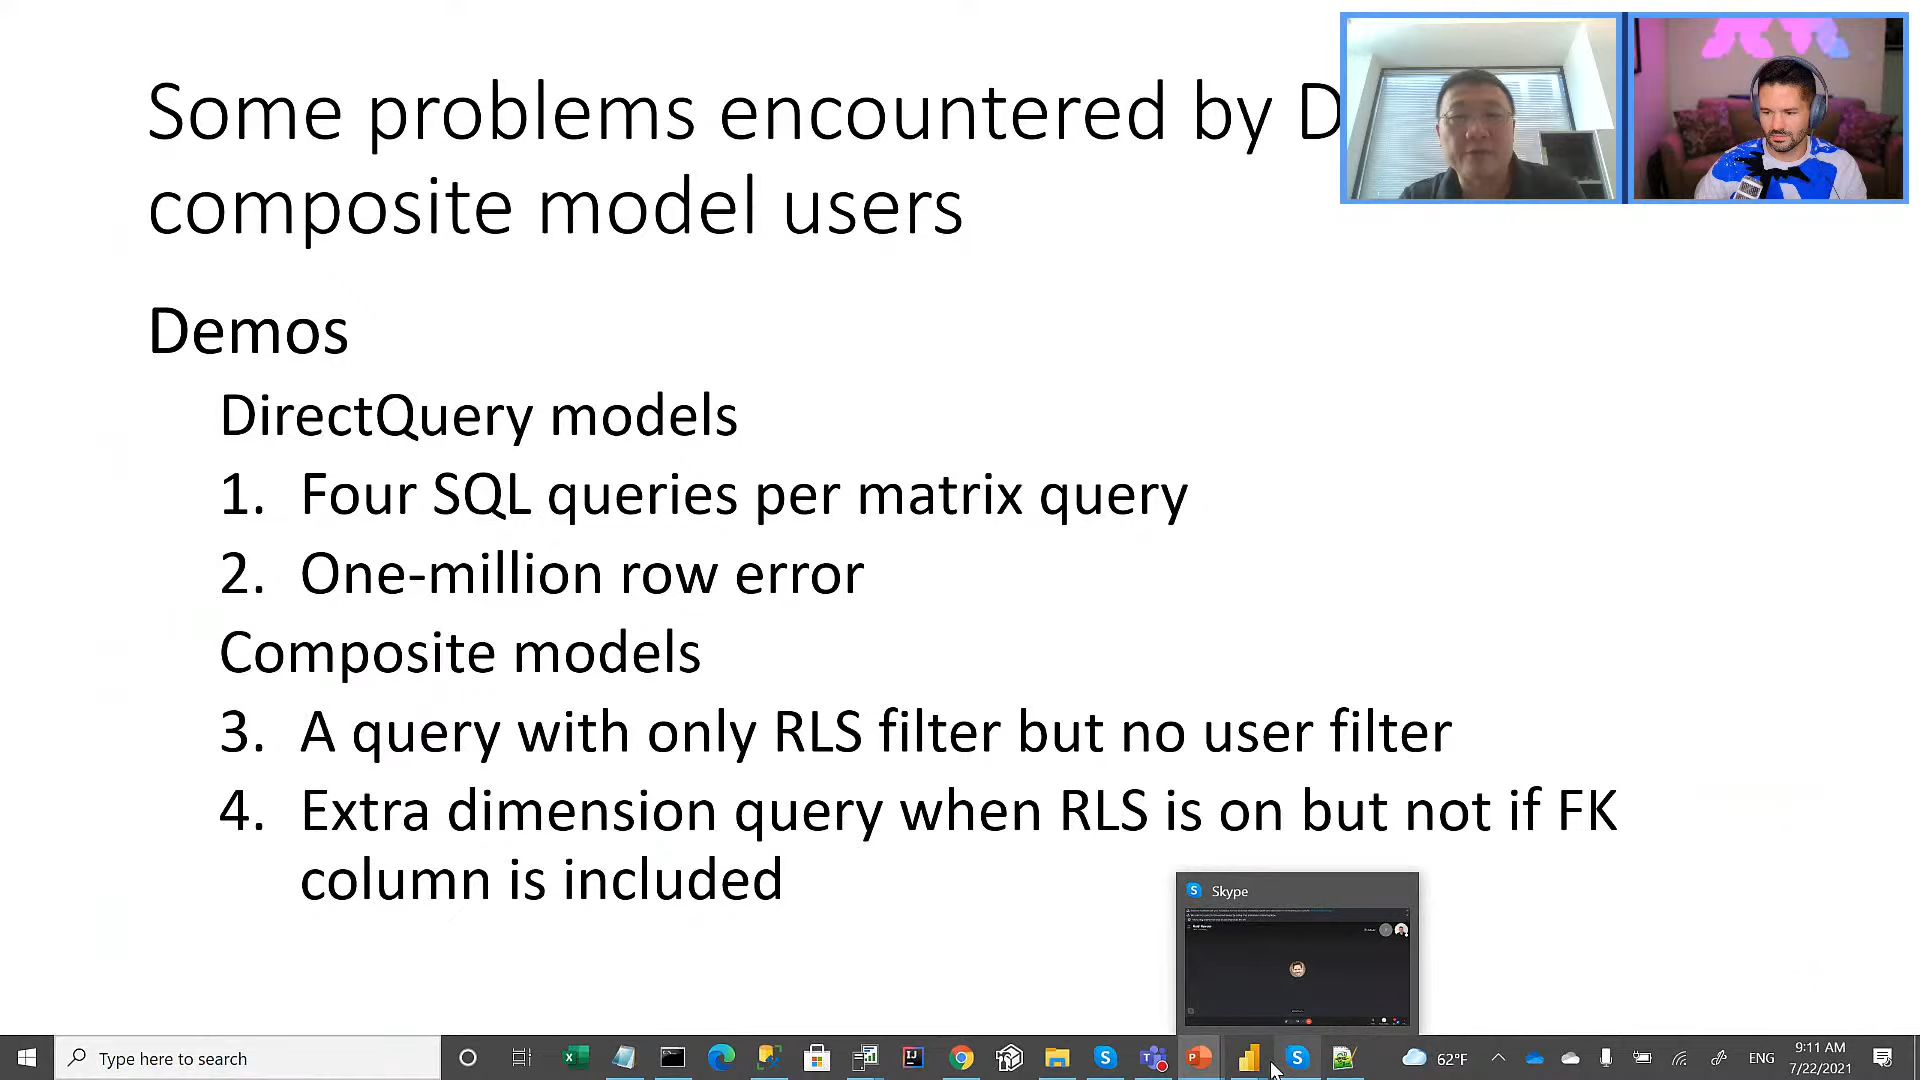 Some problems encountered by D
composite model users
Demos
DirectQuery models
1. Four SQL queries per matrix query
2. One-million row error
Composite models
3. A query with only RLS filter but no user filter
4. Extra dimension query when RLS is on but not if FK
column is included
Skype
Type here to search
62°F
ENG
9:11 AM
7/22/2021